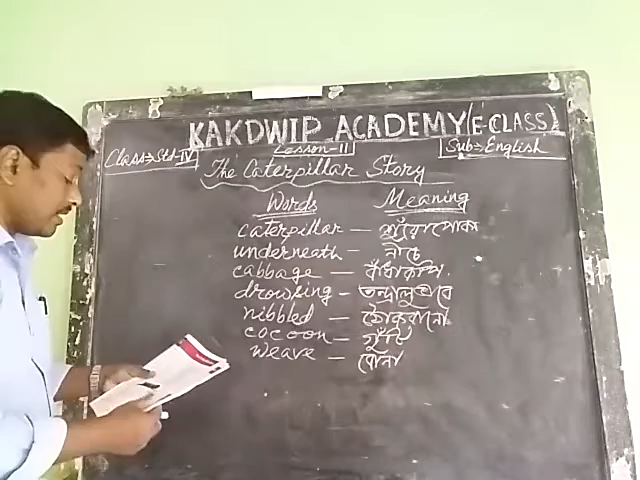 KAKDWIP ACADEMY (E-CLASS)
Class→Std-IV
Lesson-11
Sub→English
The Caterpillar Story
Words Meaning
caterpillar — শুঁয়াপোকা
underneath — নীচে
cabbage — বাঁধাকপি
drowsing — তন্দ্রালুভাবে
nibbled — ঠোকরানো
cocoon — গুঁটি
weave — বোনা